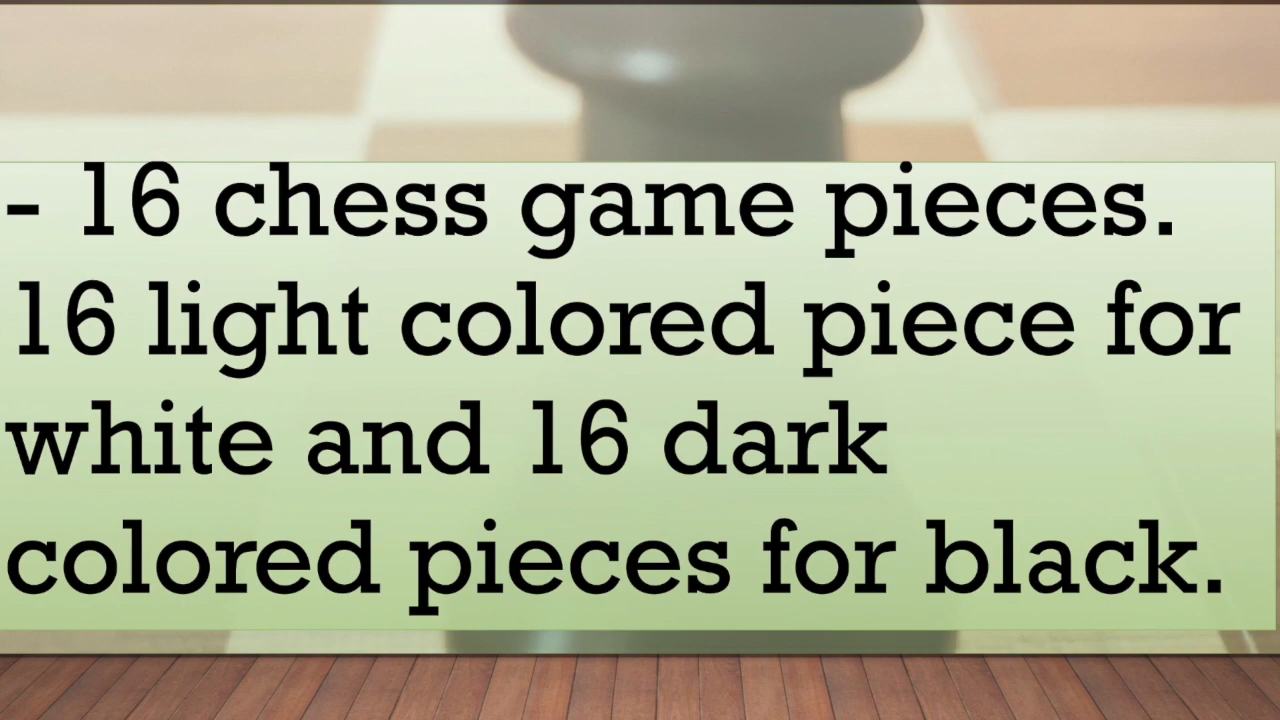 - 16 chess game pieces.
16 light colored piece for
white and 16 dark
colored pieces for black.